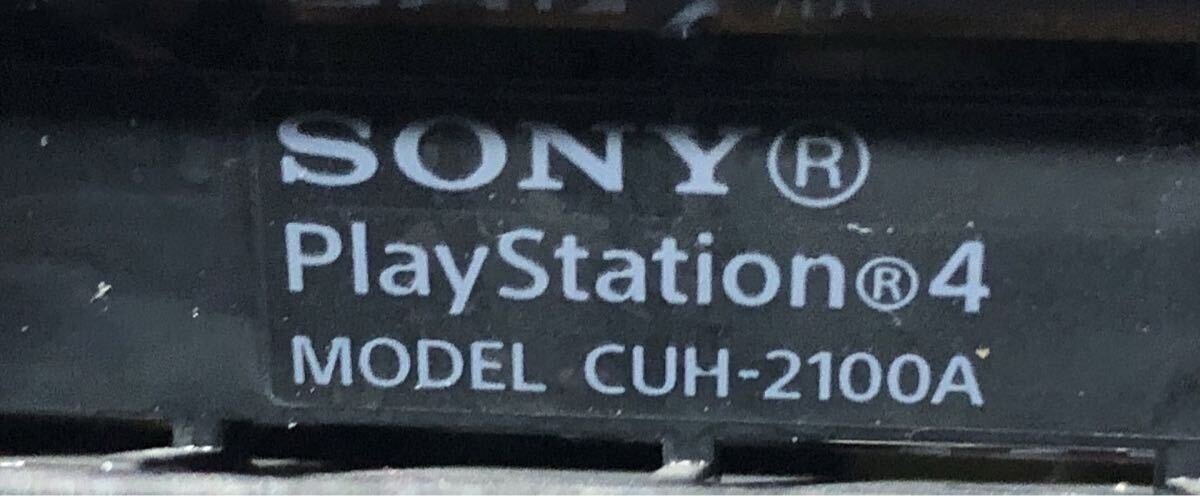 SONY®
PlayStation®4
MODEL CUH-2100A